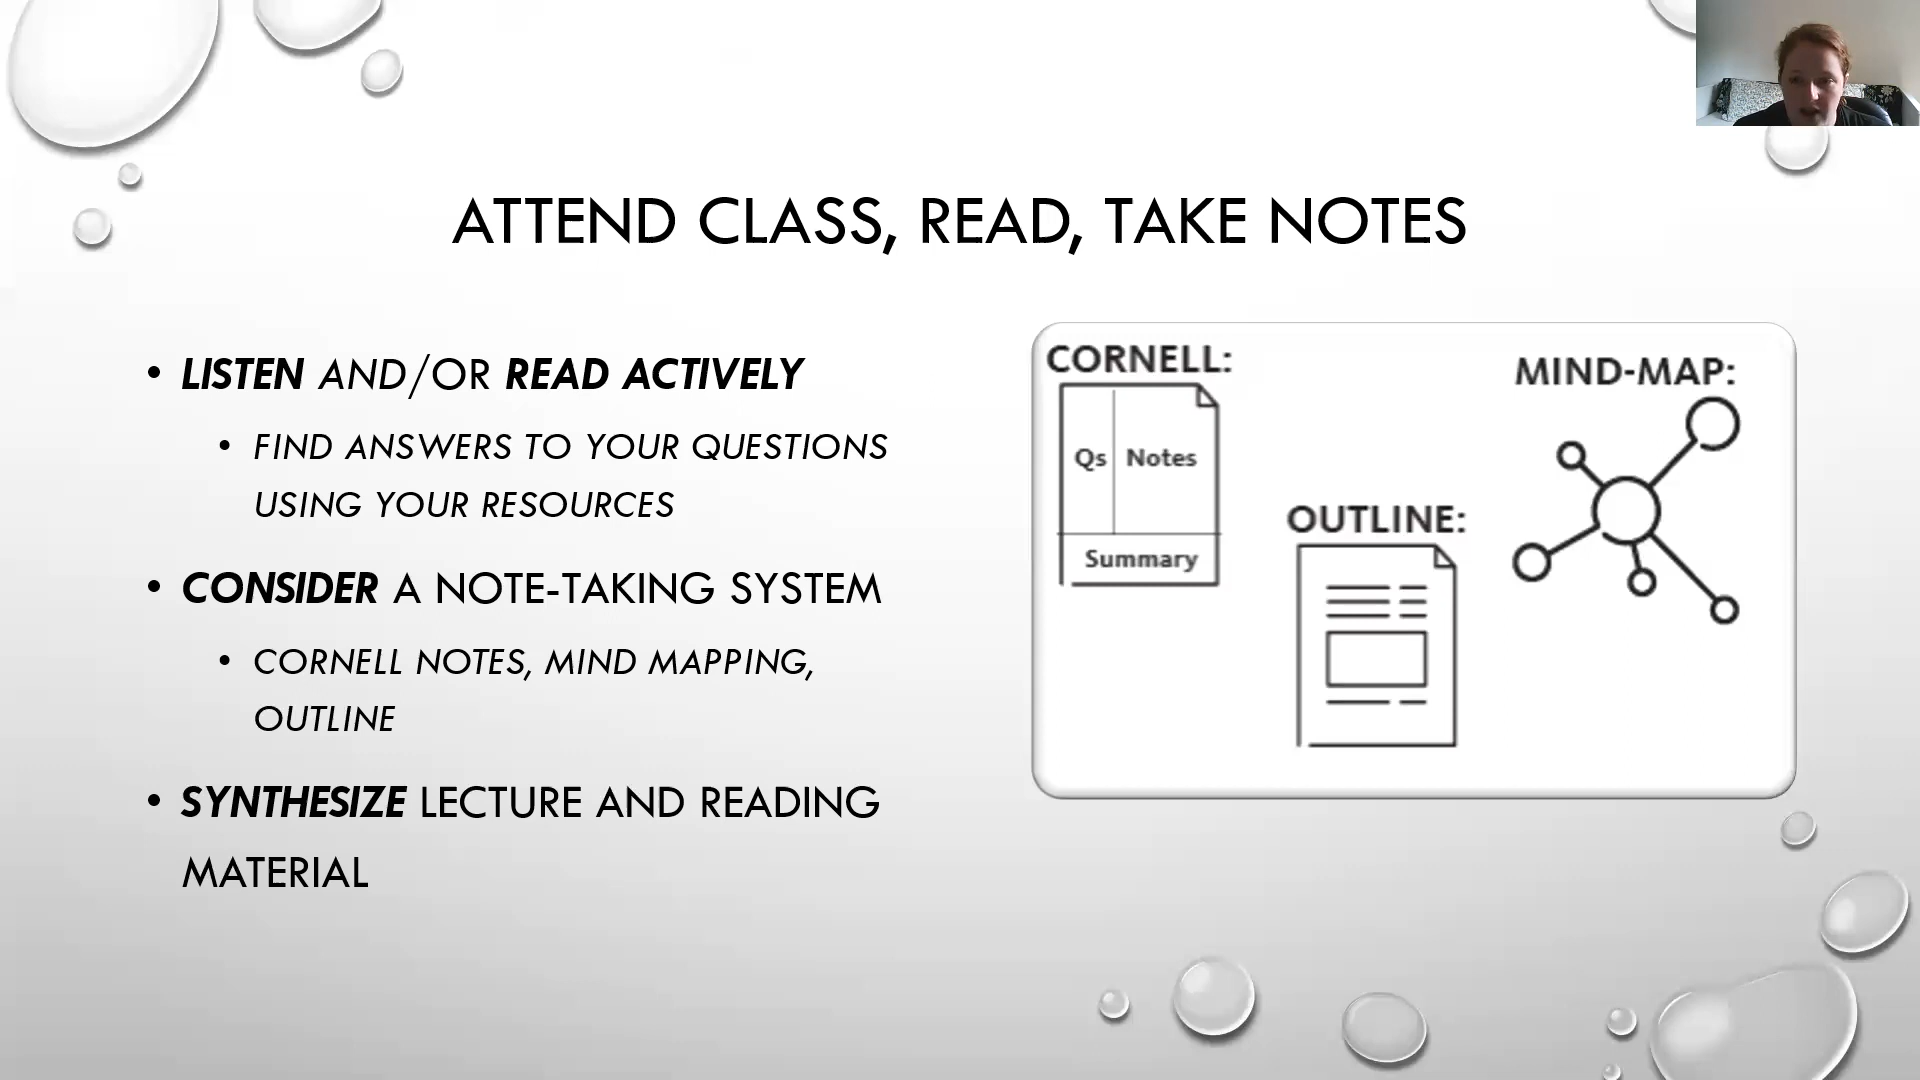 ATTEND CLASS, READ, TAKE NOTES
• LISTEN AND/OR READ ACTIVELY
• FIND ANSWERS TO YOUR QUESTIONS
USING YOUR RESOURCES
• CONSIDER A NOTE-TAKING SYSTEM
• CORNELL NOTES, MIND MAPPING,
OUTLINE
• SYNTHESIZE LECTURE AND READING
MATERIAL
CORNELL:
Qs Notes
Summary
OUTLINE:
MIND-MAP: